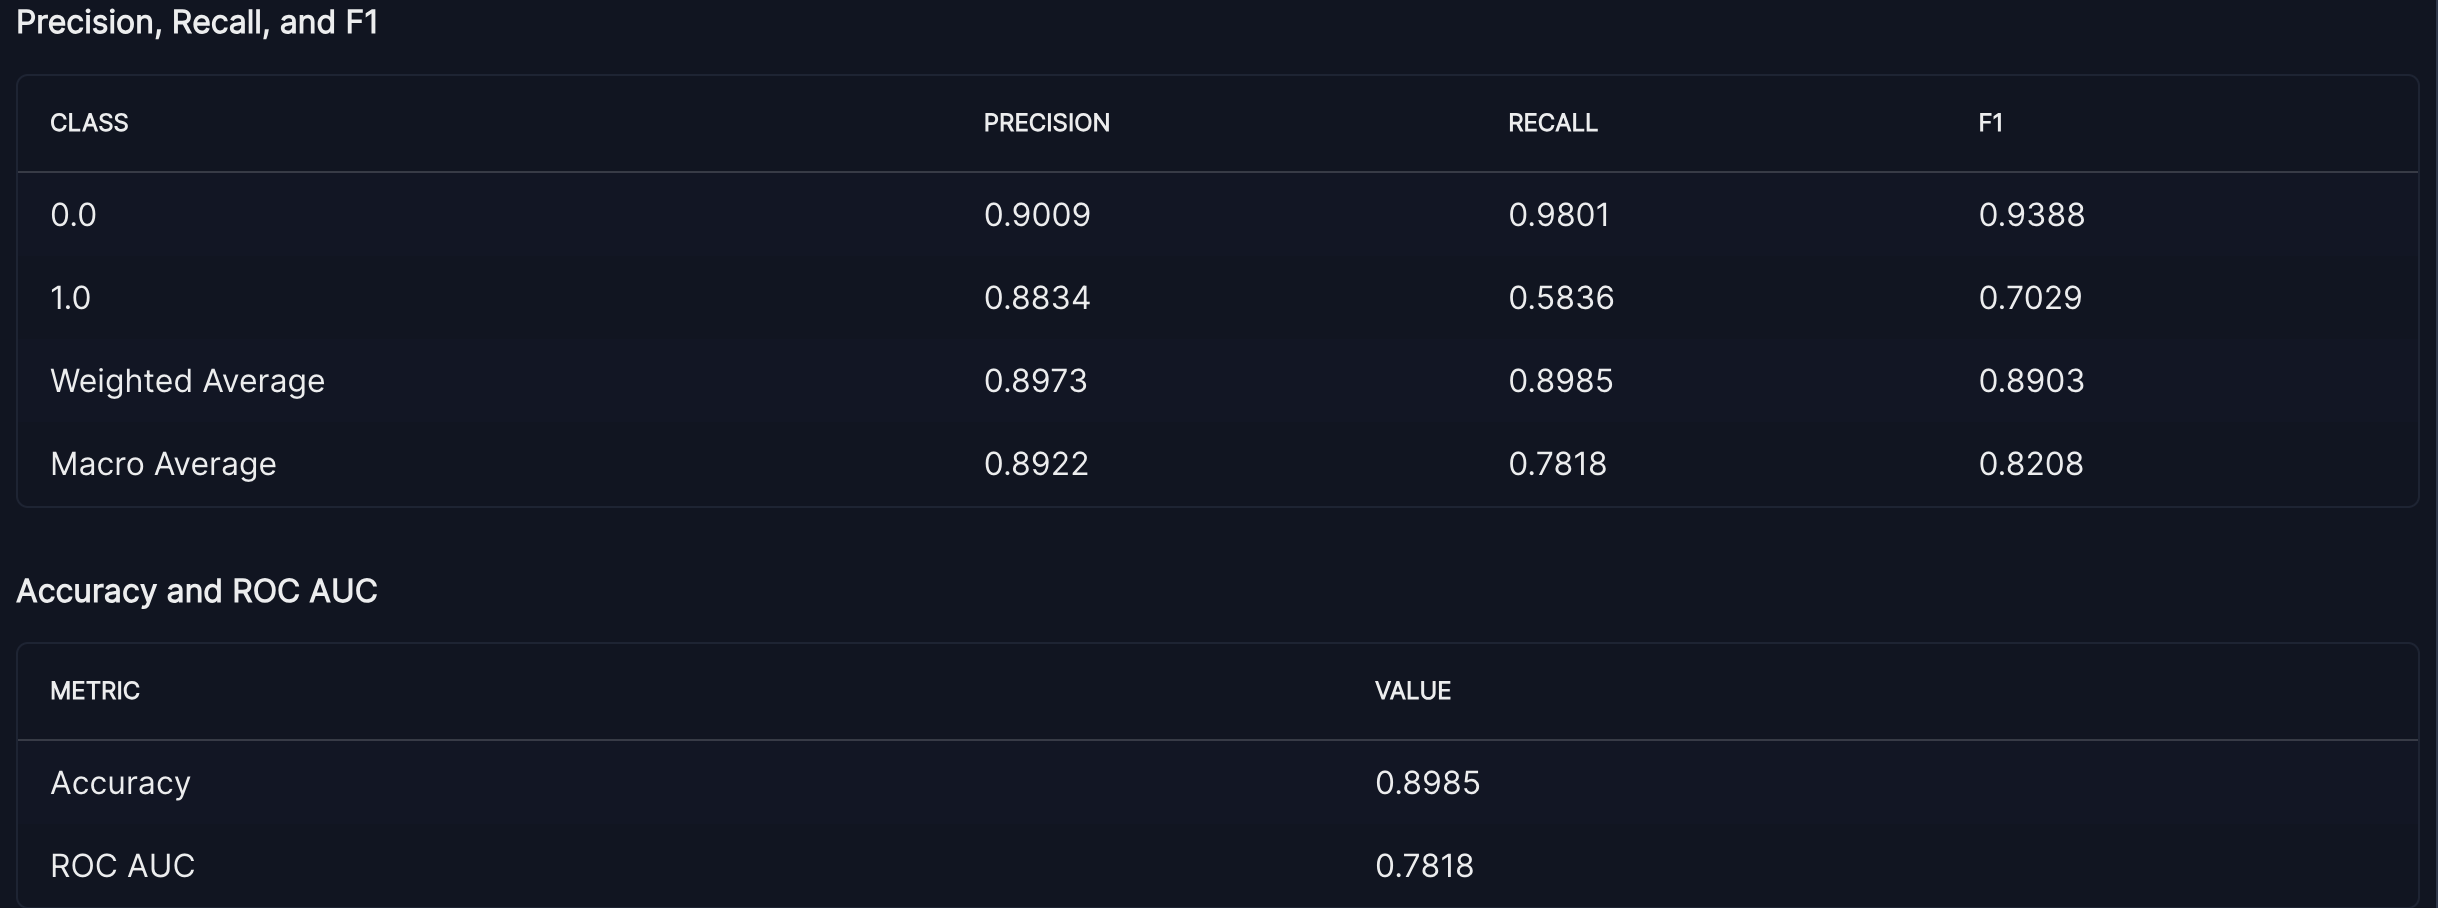 Precision, Recall, and F1
CLASS PRECISION RECALL F1
0.0 0.9009 0.9801 0.9388
1.0 0.8834 0.5836 0.7029
Weighted Average 0.8973 0.8985 0.8903
Macro Average 0.8922 0.7818 0.8208
Accuracy and ROC AUC
METRIC VALUE
Accuracy 0.8985
ROC AUC 0.7818